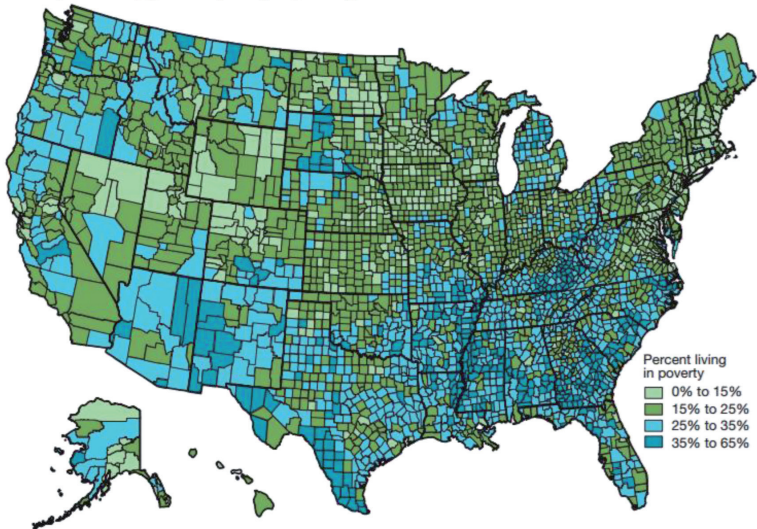 Percent living
in poverty
0% to 15%
15% to 25%
25% to 35%
35% to 65%